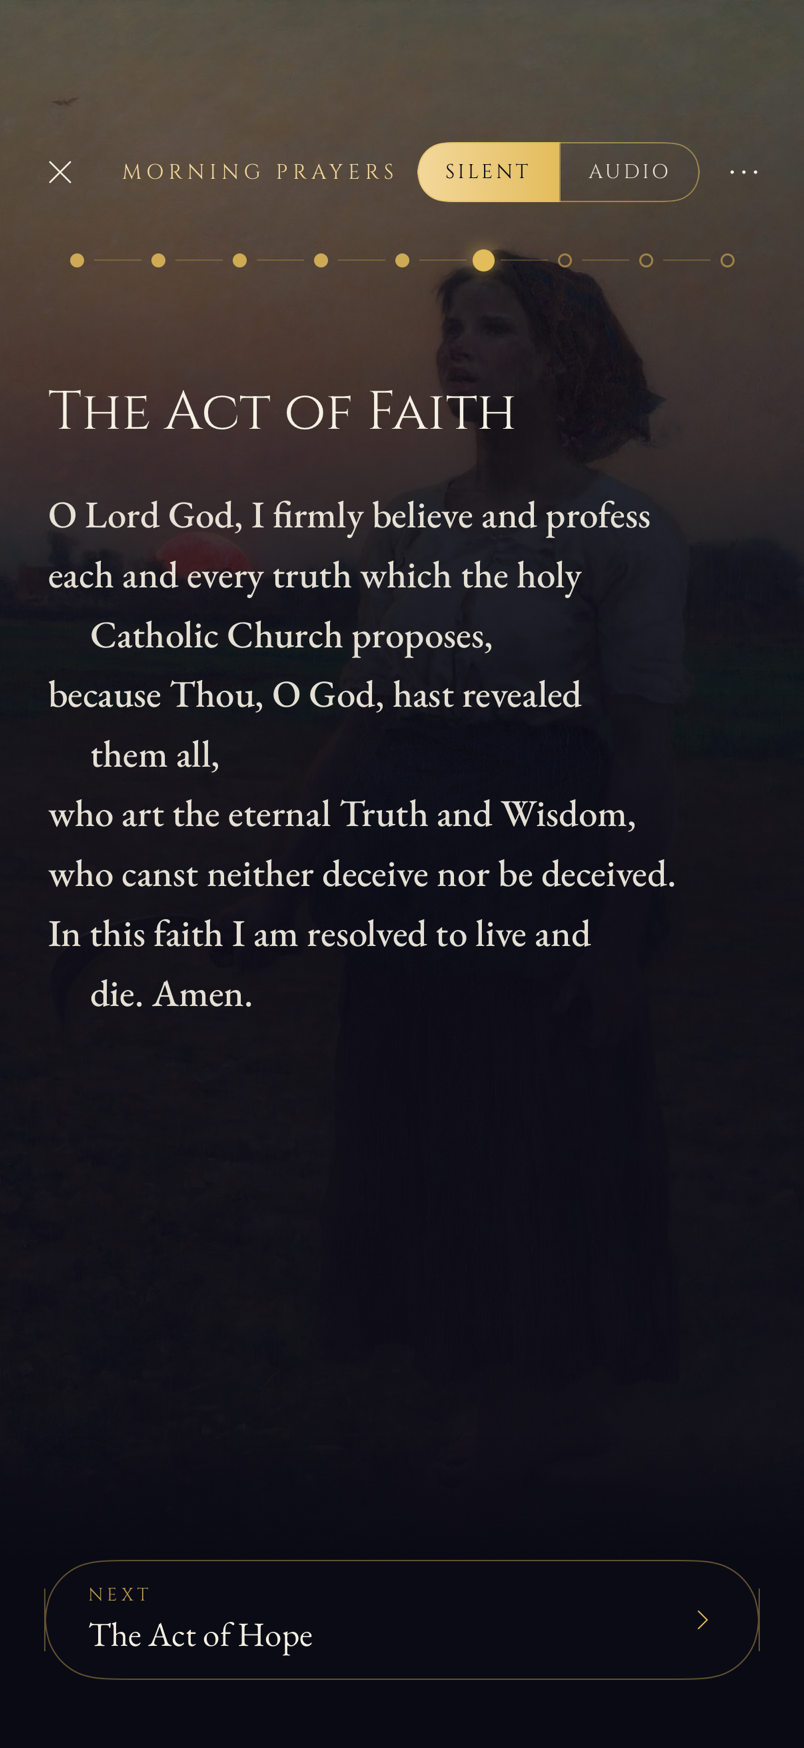 MORNING PRAYERS SILENT AUDIO
The Act of Faith
O Lord God, I firmly believe and profess
each and every truth which the holy
Catholic Church proposes,
because Thou, O God, hast revealed
them all,
who art the eternal Truth and Wisdom,
who canst neither deceive nor be deceived.
In this faith I am resolved to live and
die. Amen.
NEXT
The Act of Hope